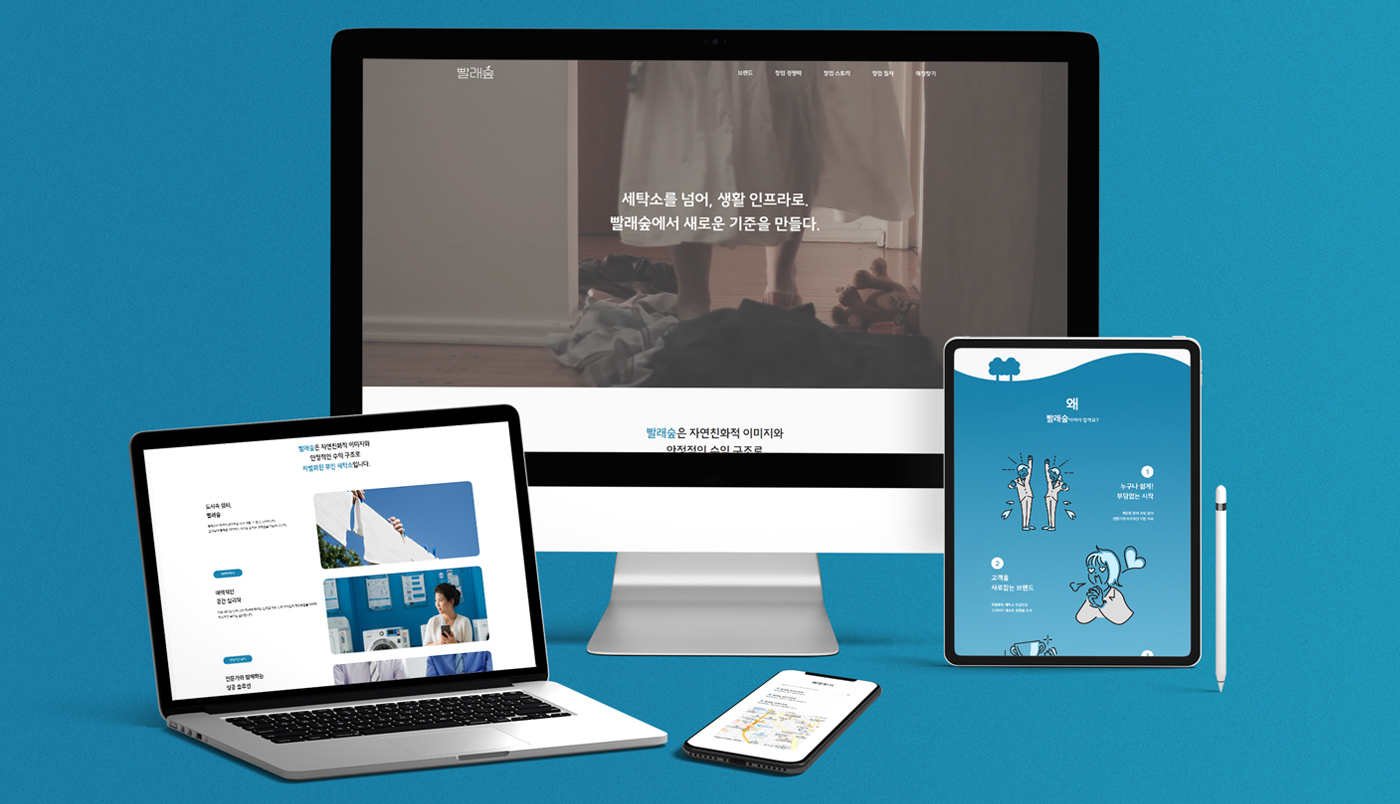 빨래숲
브랜드 창업 경쟁력 창업 스토리 창업 절차 매장찾기
세탁소를 넘어, 생활 인프라로.
빨래숲에서 새로운 기준을 만들다.
빨래숲은 자연친화적 이미지와
안정적인 수익 구조로
빨래숲은 자연친화적 이미지와
안정적인 수익 구조로
차별화된 무인 세탁소입니다.
도시속 쉼터,
빨래숲
매력적인
공간 심리학
전문가와 함께하는
성공 솔루션
왜
빨래숲이어야 할까요?
1
누구나 쉽게!
부담없는 시작
2
고객을
사로잡는 브랜드
매장찾기